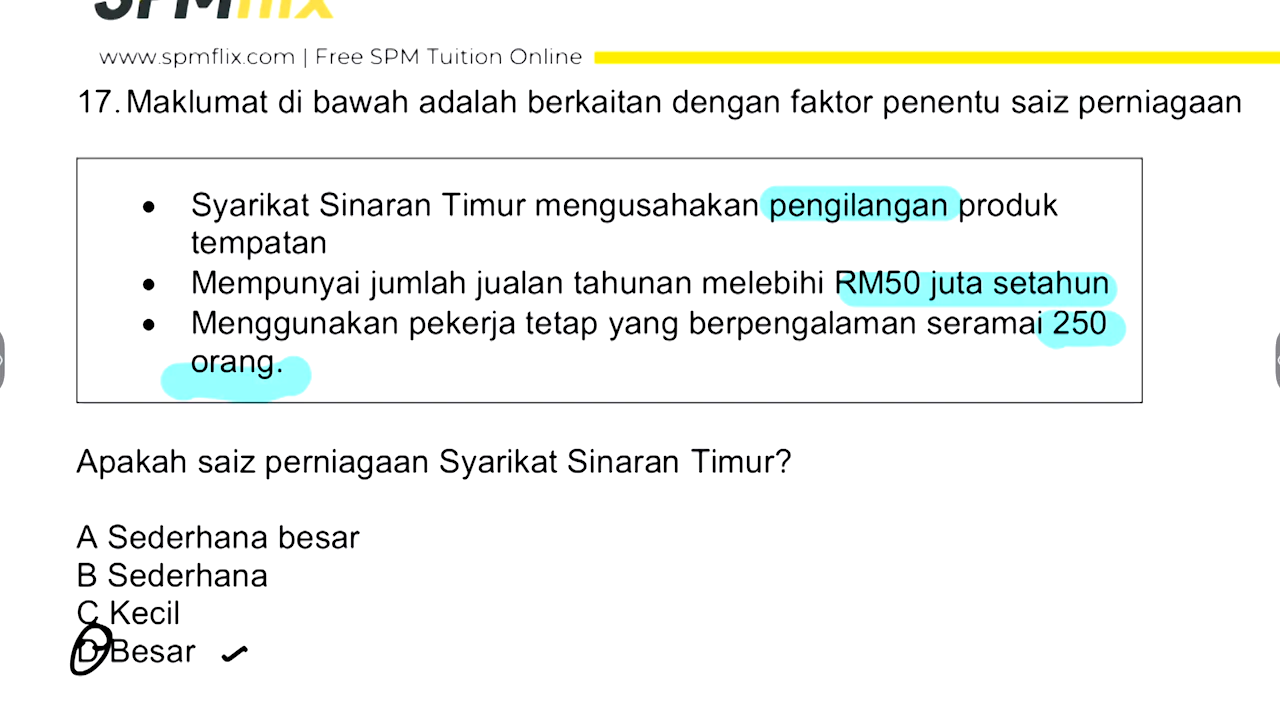 SPMflix
www.spmflix.com | Free SPM Tuition Online
17. Maklumat di bawah adalah berkaitan dengan faktor penentu saiz perniagaan
• Syarikat Sinaran Timur mengusahakan pengilangan produk
tempatan
• Mempunyai jumlah jualan tahunan melebihi RM50 juta setahun
• Menggunakan pekerja tetap yang berpengalaman seramai 250
orang.
Apakah saiz perniagaan Syarikat Sinaran Timur?
A Sederhana besar
B Sederhana
C Kecil
D Besar